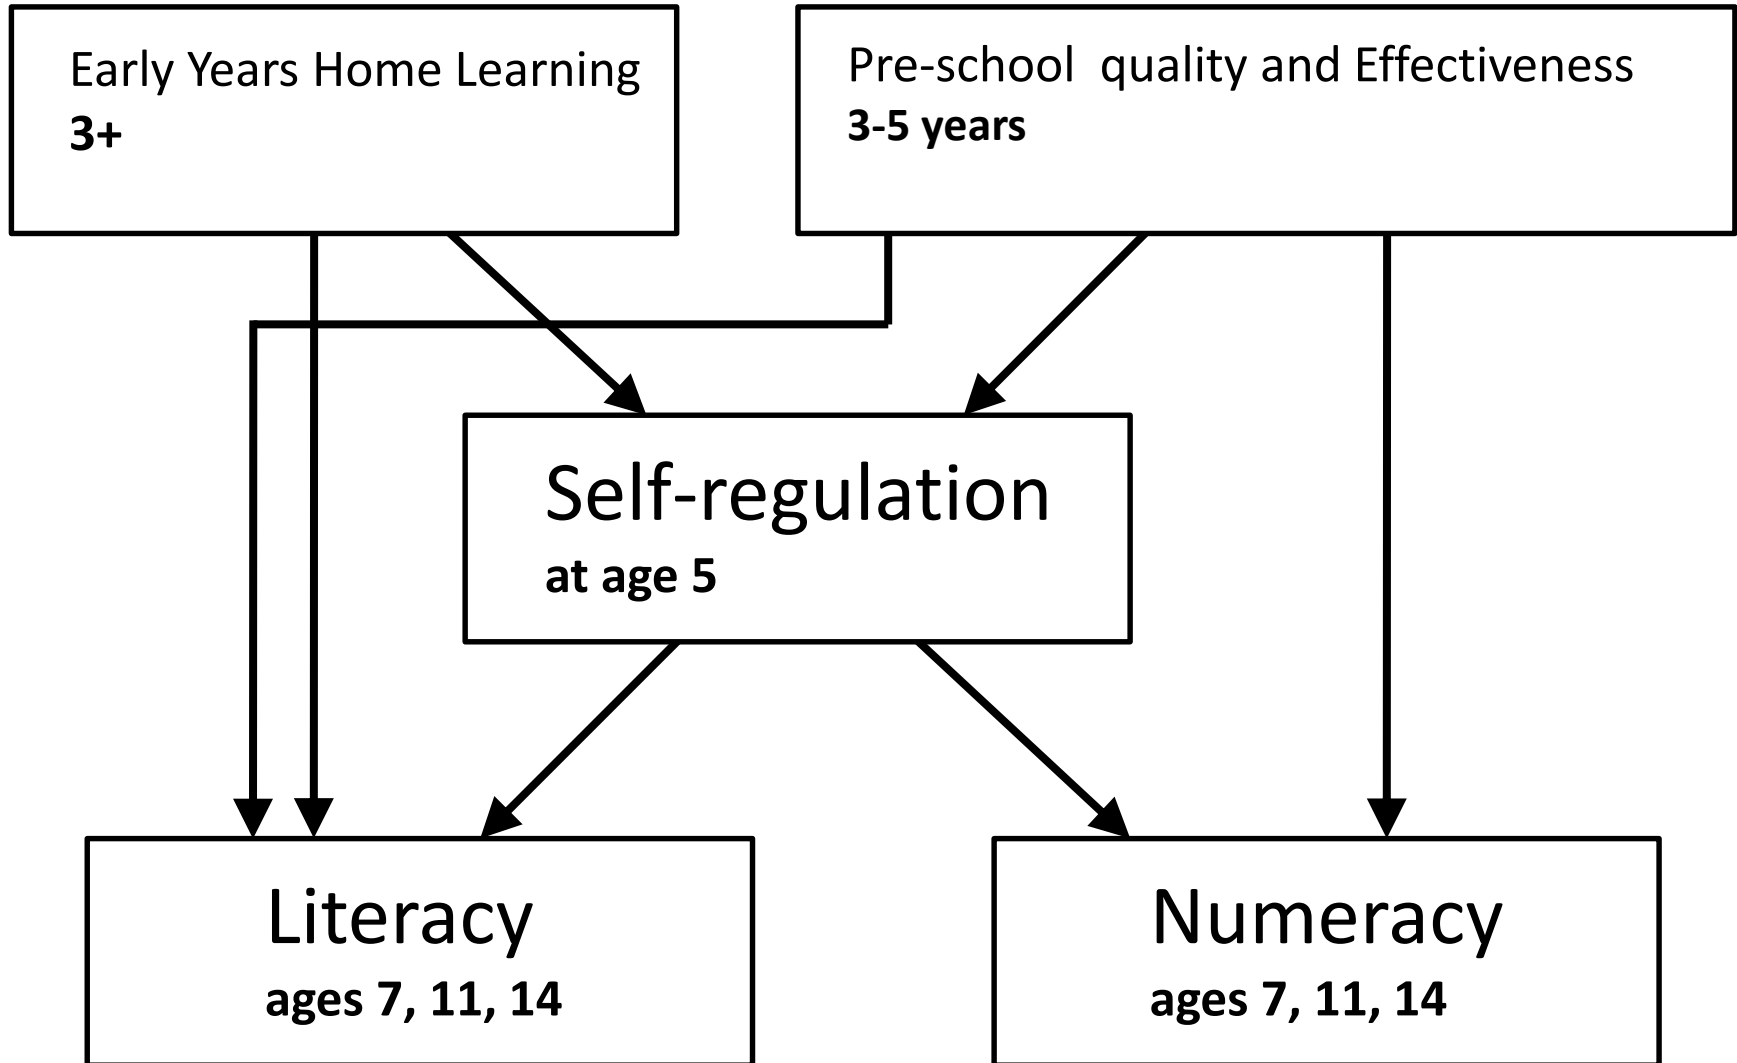 Early Years Home Learning
3+
Pre-school  quality and Effectiveness
3-5 years
Self-regulation
at age 5
Literacy
ages 7, 11, 14
Numeracy
ages 7, 11, 14